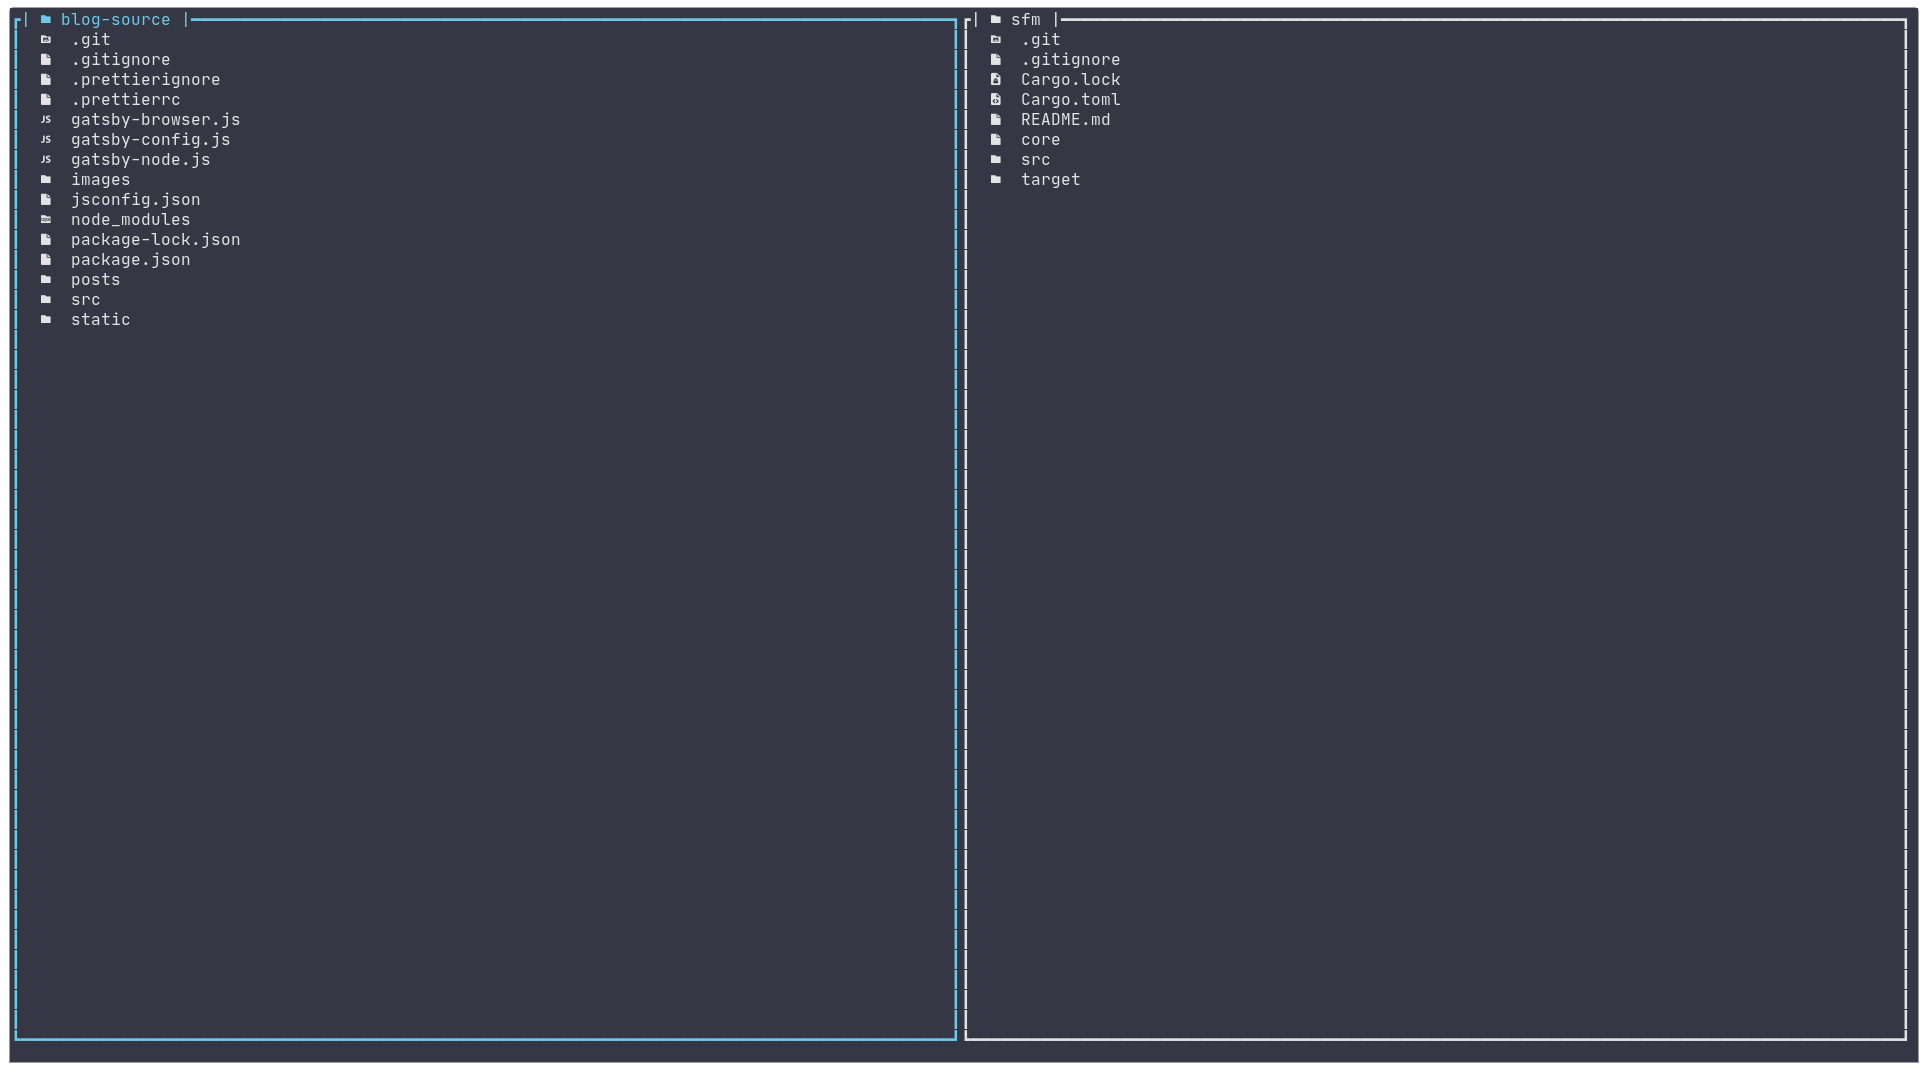 blog-source
.git
.gitignore
.prettierignore
.prettierrc
JS gatsby-browser.js
JS gatsby-config.js
JS gatsby-node.js
images
jsconfig.json
node_modules
package-lock.json
package.json
posts
src
static
sfm
.git
.gitignore
Cargo.lock
Cargo.toml
README.md
core
src
target